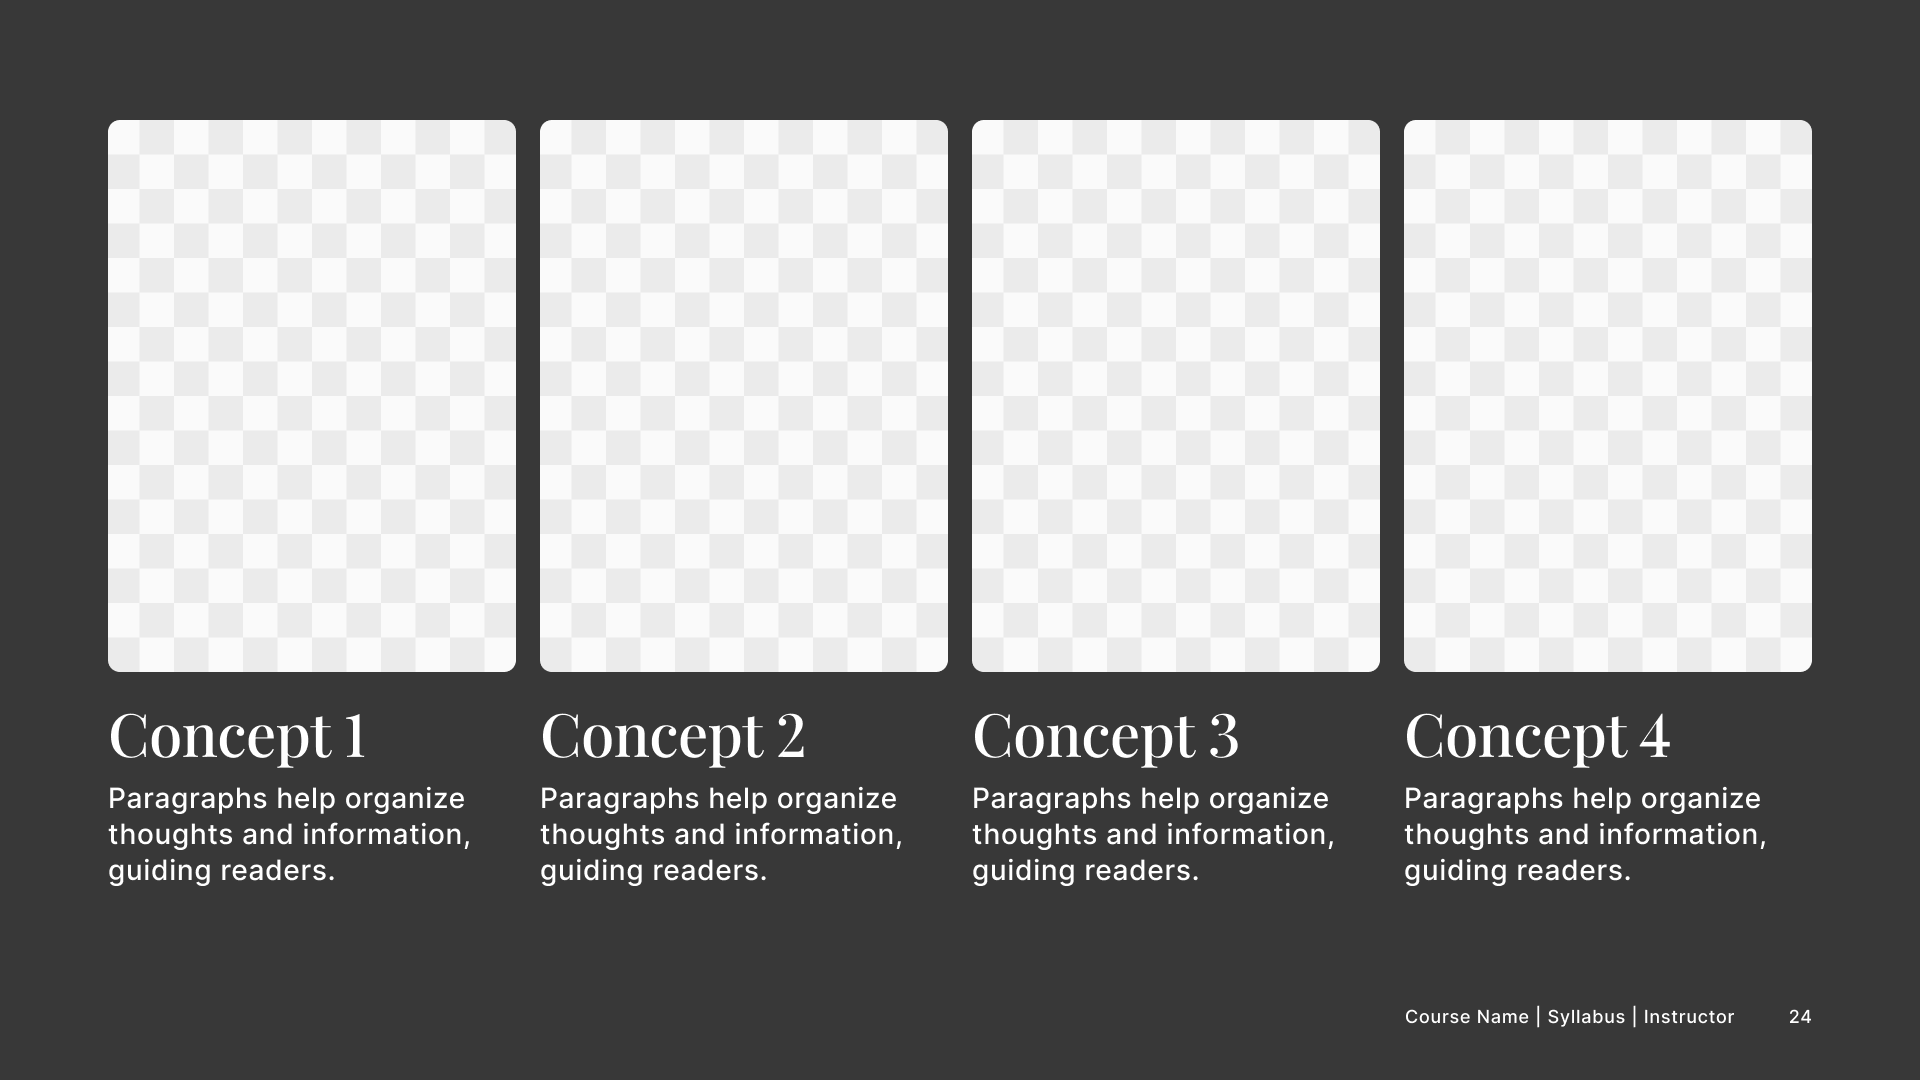 Concept 1
Paragraphs help organize
thoughts and information,
guiding readers.
Concept 2
Paragraphs help organize
thoughts and information,
guiding readers.
Concept 3
Paragraphs help organize
thoughts and information,
guiding readers.
Concept 4
Paragraphs help organize
thoughts and information,
guiding readers.
Course Name | Syllabus | Instructor 24